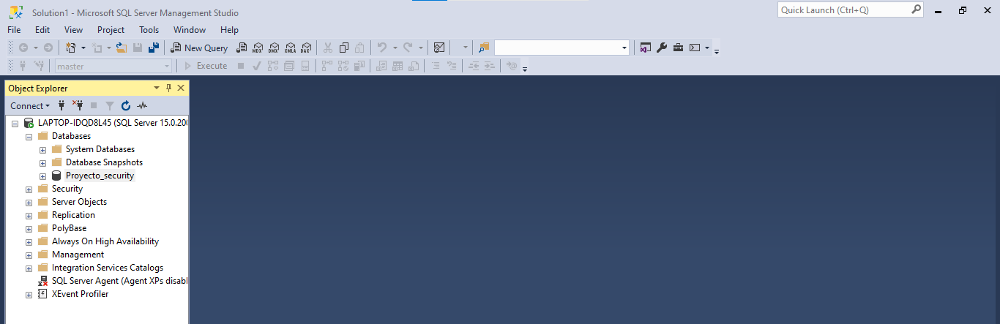 Solution1 - Microsoft SQL Server Management Studio
Quick Launch (Ctrl+Q)
File Edit View Project Tools Window Help
New Query MDX DMX XMLA DAX
master Execute
Object Explorer
Connect
LAPTOP-IDQD8L45 (SQL Server 15.0.200
Databases
System Databases
Database Snapshots
Proyecto_security
Security
Server Objects
Replication
PolyBase
Always On High Availability
Management
Integration Services Catalogs
SQL Server Agent (Agent XPs disabl
XEvent Profiler